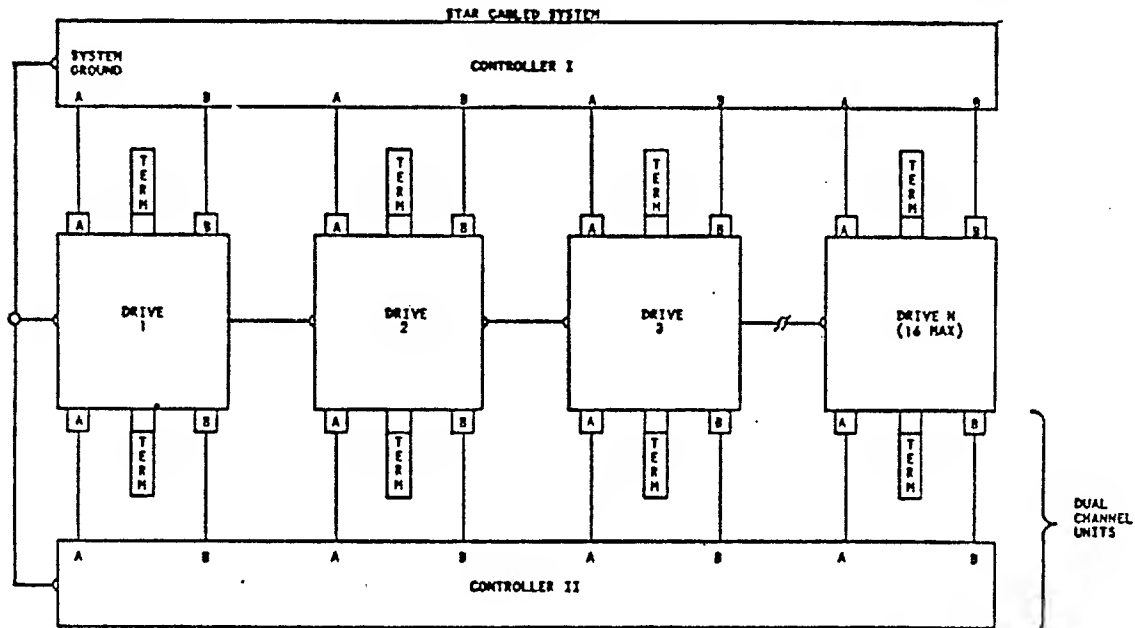 STAR CABLED SYSTEM
SYSTEM
GROUND
CONTROLLER I
A B A B A B A B
TERM TERM TERM TERM
A B A B A B A B
DRIVE
1
DRIVE
2
DRIVE
3
DRIVE N
(16 MAX)
A B A B A B A B
TERM TERM TERM TERM
DUAL
CHANNEL
UNITS
A B A B A B A B
CONTROLLER II